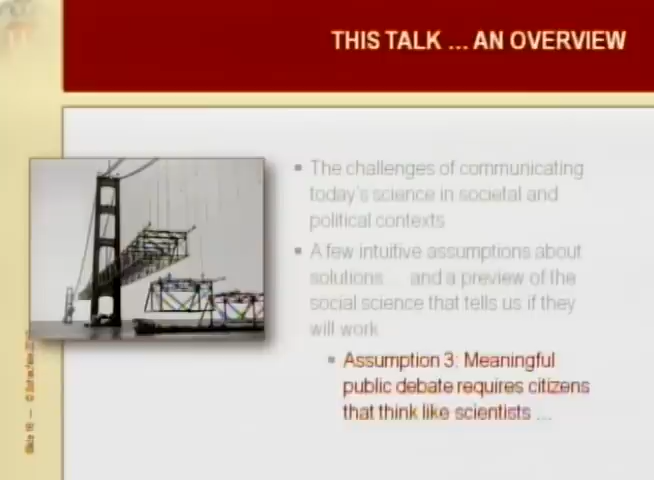 THIS TALK ... AN OVERVIEW
The challenges of communicating
today's science in societal and
political contexts
A few intuitive assumptions about
solutions ... and a preview of the
social science that tells us if they
will work
Assumption 3: Meaningful
public debate requires citizens
that think like scientists ...